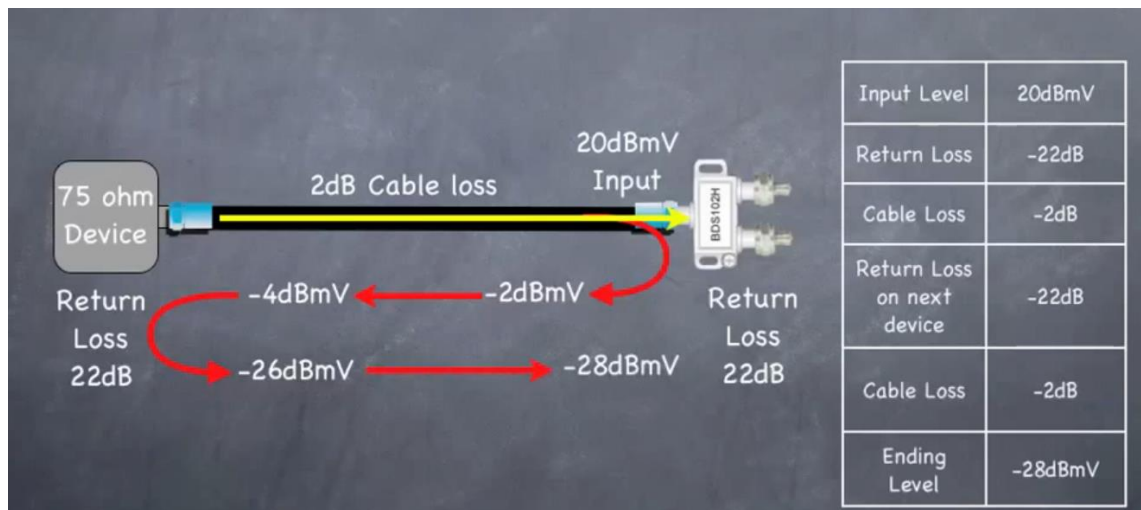 20dBmV
Input
2dB Cable loss
75 ohm
Device
BDS102H
-4dBmV
-2dBmV
Return
Loss
22dB
Return
Loss
22dB
-26dBmV
-28dBmV
Input Level
20dBmV
Return Loss
-22dB
Cable Loss
-2dB
Return Loss
on next
device
-22dB
Cable Loss
-2dB
Ending
Level
-28dBmV